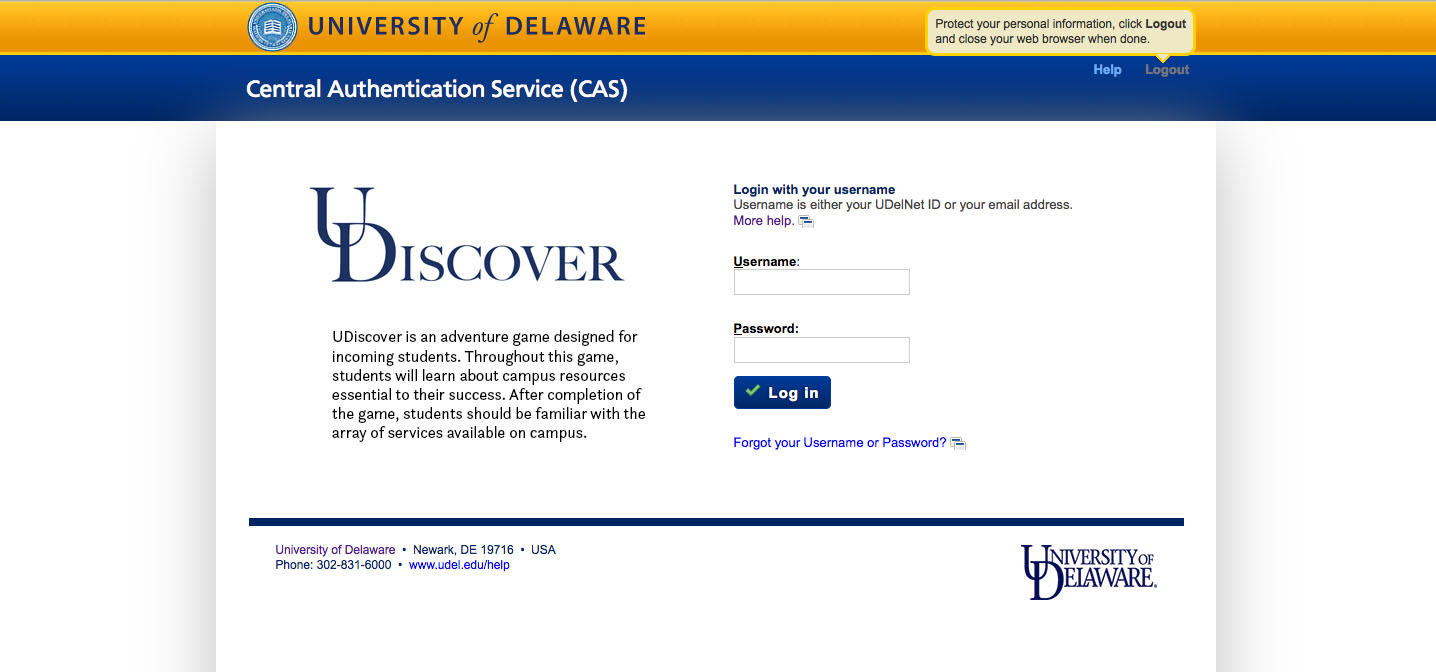 UNIVERSITY of DELAWARE
Protect your personal information, click Logout
and close your web browser when done.
Help Logout
Central Authentication Service (CAS)
UDISCOVER
UDiscover is an adventure game designed for
incoming students. Throughout this game,
students will learn about campus resources
essential to their success. After completion of
the game, students should be familiar with the
array of services available on campus.
Login with your username
Username is either your UDelNet ID or your email address.
More help.
Username:
Password:
Log in
Forgot your Username or Password?
University of Delaware • Newark, DE 19716 • USA
Phone: 302-831-6000 • www.udel.edu/help
UNIVERSITY OF
DELAWARE.